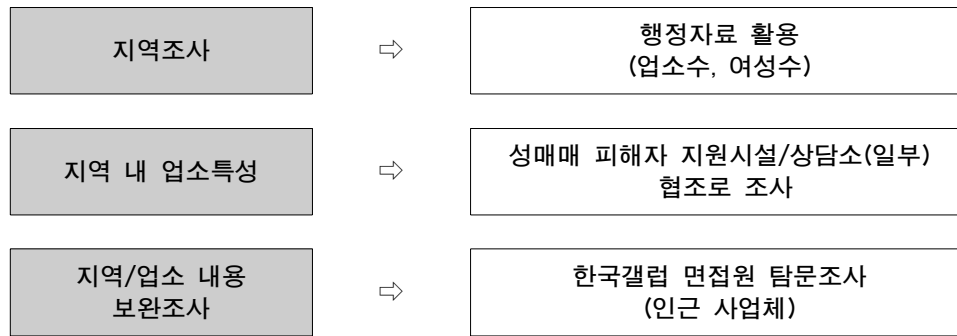 지역조사
⇨
행정자료 활용
(업소수, 여성수)
지역 내 업소특성
⇨
성매매 피해자 지원시설/상담소(일부)
협조로 조사
지역/업소 내용
보완조사
⇨
한국갤럽 면접원 탐문조사
(인근 사업체)